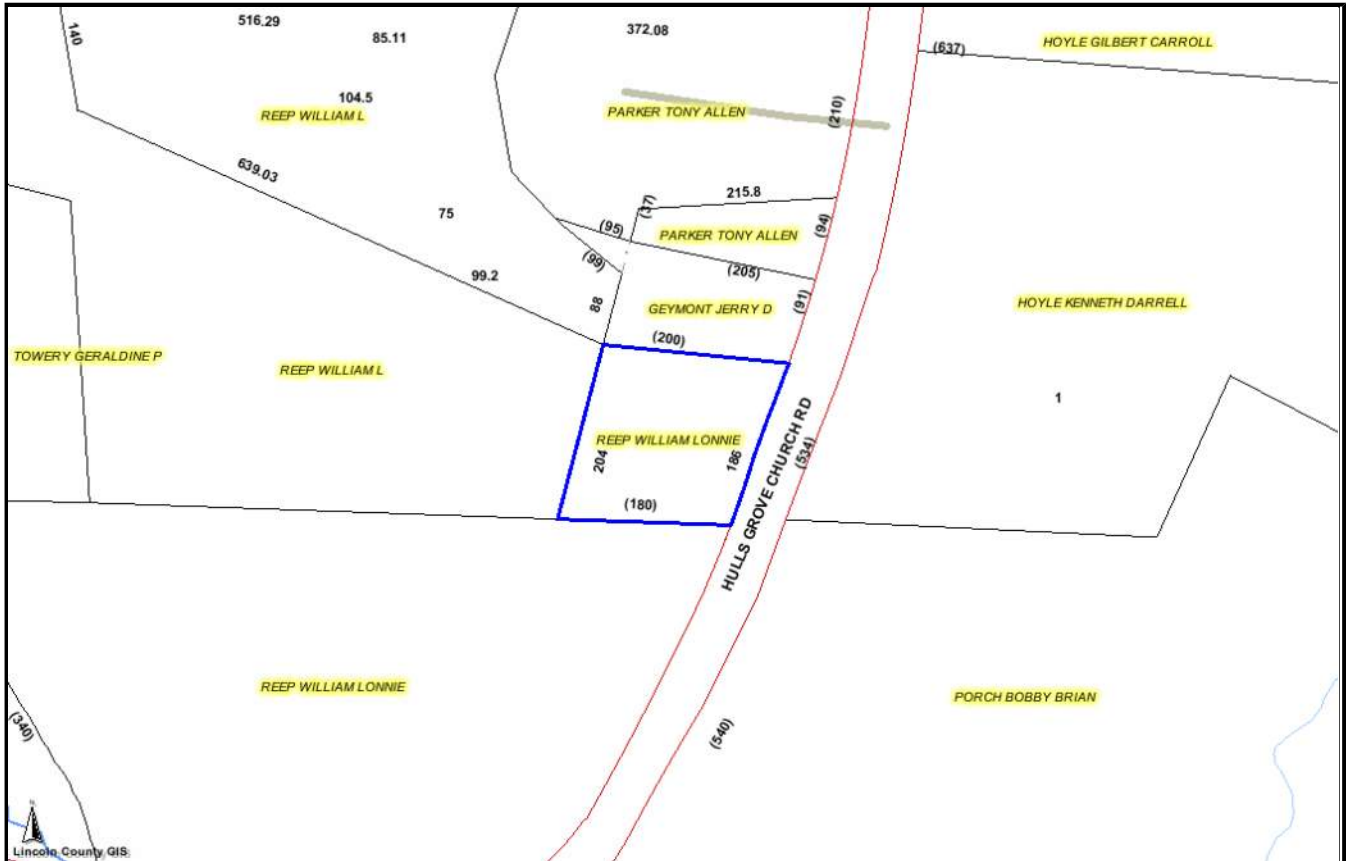 516.29
140
85.11
372.08
(637)
HOYLE GILBERT CARROLL
104.5
REEP WILLIAM L
PARKER TONY ALLEN
(210)
639.03
215.8
75
(37)
(95)
PARKER TONY ALLEN
(94)
(99)
(205)
99.2
88
GEYMONT JERRY D
(91)
HOYLE KENNETH DARRELL
(200)
TOWERY GERALDINE P
REEP WILLIAM L
1
REEP WILLIAM LONNIE
204
186
(534)
HULLS GROVE CHURCH RD
(180)
REEP WILLIAM LONNIE
PORCH BOBBY BRIAN
(340)
(540)
N
Lincoln County GIS